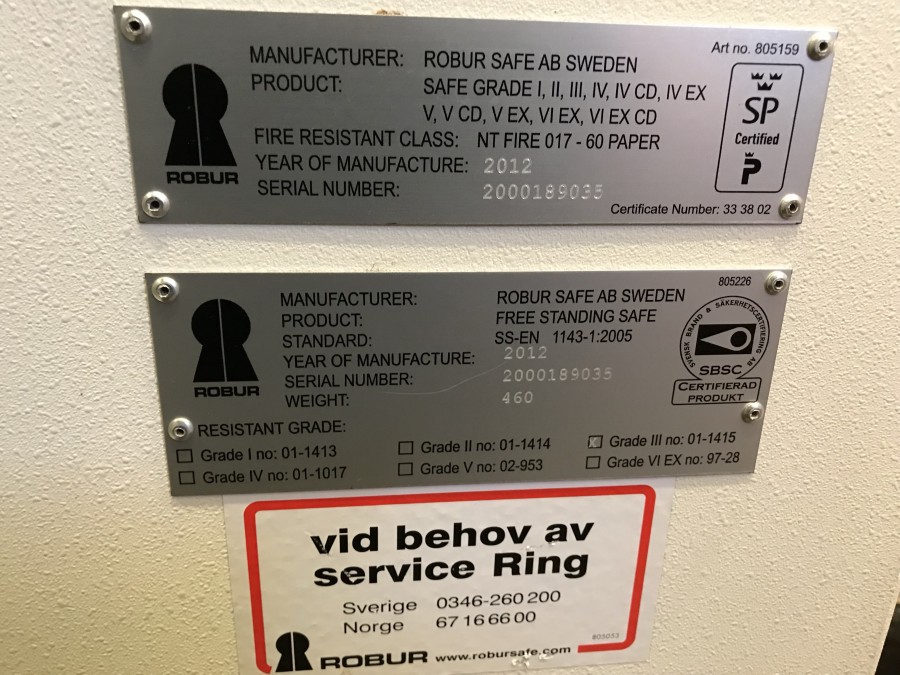 MANUFACTURER: ROBUR SAFE AB SWEDEN
Art no. 805159
PRODUCT: SAFE GRADE I, II, III, IV, IV CD, IV EX
V, V CD, V EX, VI EX, VI EX CD
FIRE RESISTANT CLASS: NT FIRE 017 - 60 PAPER
YEAR OF MANUFACTURE: 2012
SERIAL NUMBER: 2000189035
ROBUR
SP
Certified
P
Certificate Number: 33 38 02
805226
MANUFACTURER: ROBUR SAFE AB SWEDEN
PRODUCT: FREE STANDING SAFE
STANDARD: SS-EN 1143-1:2005
YEAR OF MANUFACTURE: 2012
SERIAL NUMBER: 2000189035
WEIGHT: 460
ROBUR
SVENSK BRAND & SÄKERHETSCERTIFIERING AB
SBSC
CERTIFIERAD
PRODUKT
RESISTANT GRADE:
Grade I no: 01-1413 Grade II no: 01-1414 Grade III no: 01-1415
Grade IV no: 01-1017 Grade V no: 02-953 Grade VI EX no: 97-28
vid behov av
service Ring
Sverige 0346-260 200
Norge 67 16 66 00
805053
ROBUR www.robursafe.com